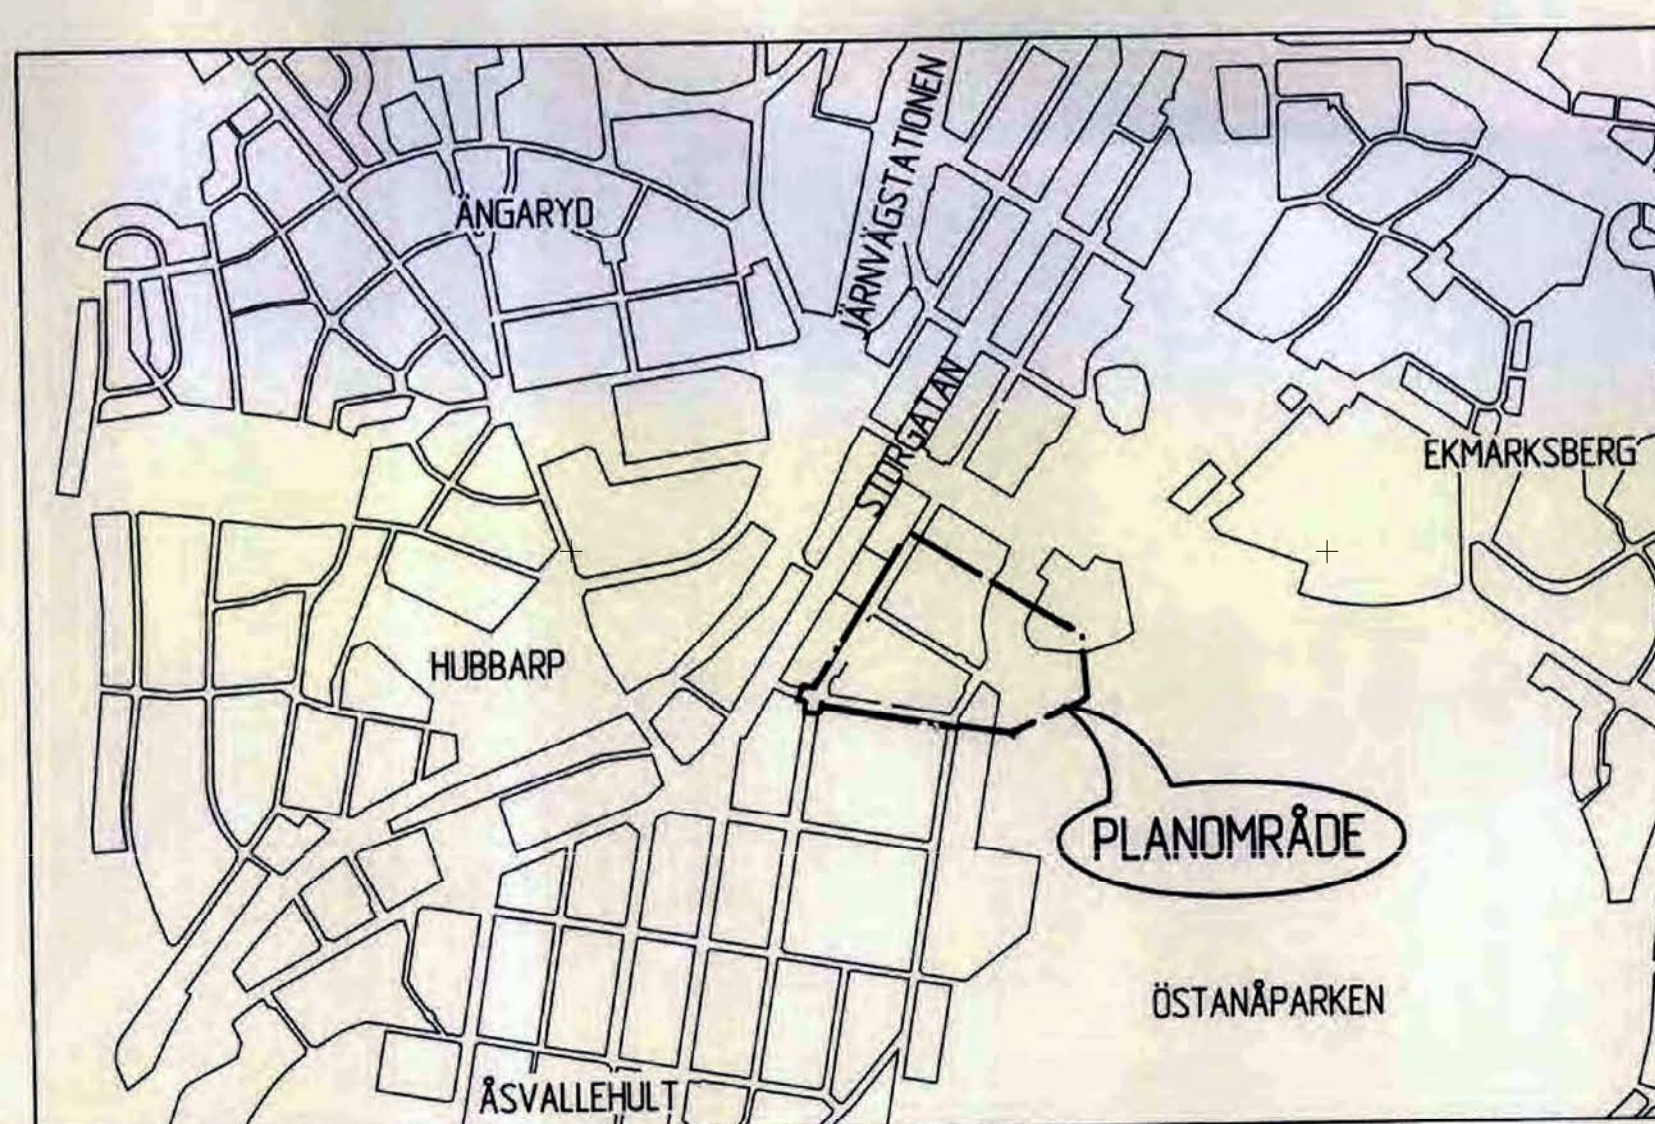 JÄRNVÄGSTATIONEN
ÄNGARYD
STORGATAN
EKMARKSBERG
HUBBARP
PLANOMRÅDE
ÖSTANÅPARKEN
ÅSVALLEHULT